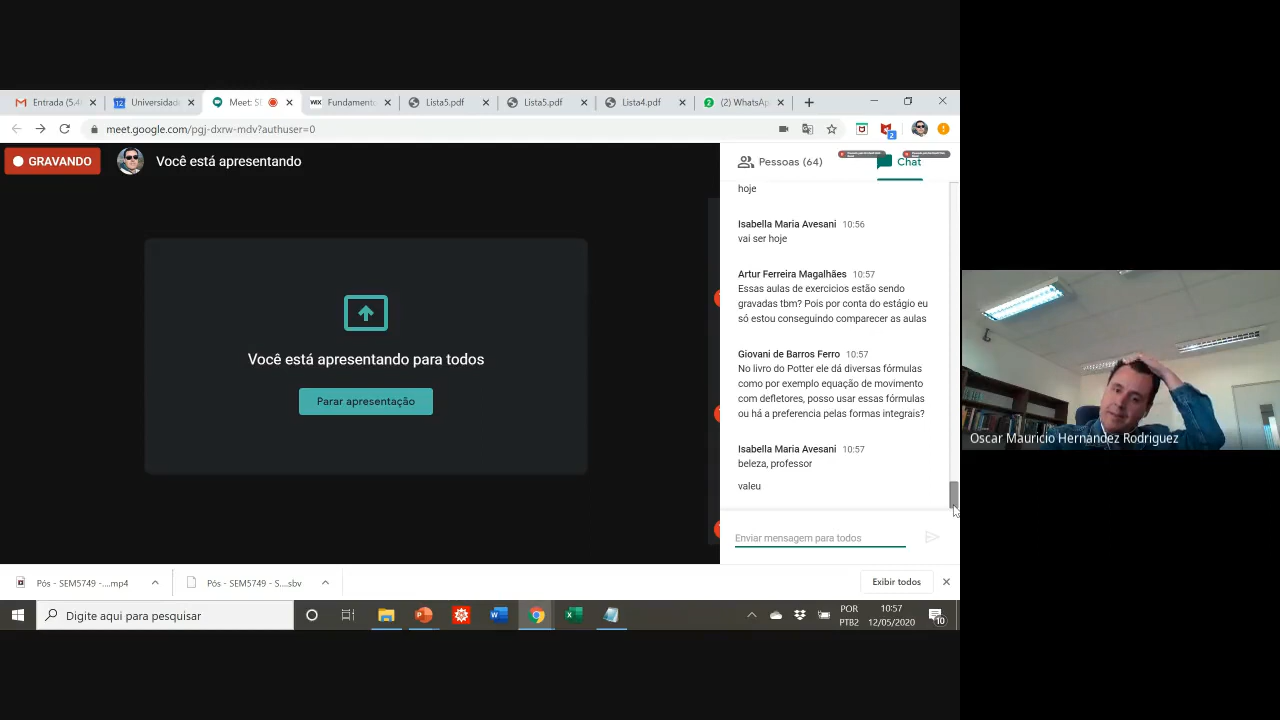 Entrada (5.4
Universidad
Meet: SE
WIX Fundament
Lista5.pdf
Lista5.pdf
Lista4.pdf
(2) WhatsAp
meet.google.com/pgj-dxrw-mdv?authuser=0
GRAVANDO
Você está apresentando
Pessoas (64)
Chat
hoje
Isabella Maria Avesani 10:56
vai ser hoje
Artur Ferreira Magalhães 10:57
Essas aulas de exercicios estão sendo
gravadas tbm? Pois por conta do estágio eu
só estou conseguindo comparecer as aulas
Giovani de Barros Ferro 10:57
No livro do Potter ele dá diversas fórmulas
como por exemplo equação de movimento
com defletores, posso usar essas fórmulas
ou há a preferencia pelas formas integrais?
Isabella Maria Avesani 10:57
beleza, professor
valeu
Enviar mensagem para todos
Você está apresentando para todos
Parar apresentação
Oscar Mauricio Hernandez Rodriguez
Pós - SEM5749 -....mp4
Pós - SEM5749 - S....sbv
Exibir todos
Digite aqui para pesquisar
POR
PTB2
10:57
12/05/2020
10